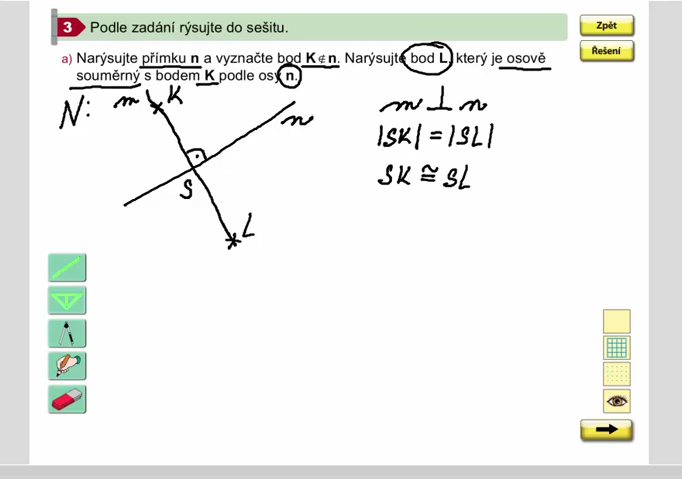 3 Podle zadání rýsujte do sešitu.
Zpět
Řešení
a) Narýsujte přímku n a vyznačte bod K ∉ n. Narýsujte bod L, který je osově
souměrný s bodem K podle osy n.
N:
m K
n
S
L
m ⊥ n
|SK| = |SL|
SK ≅ SL